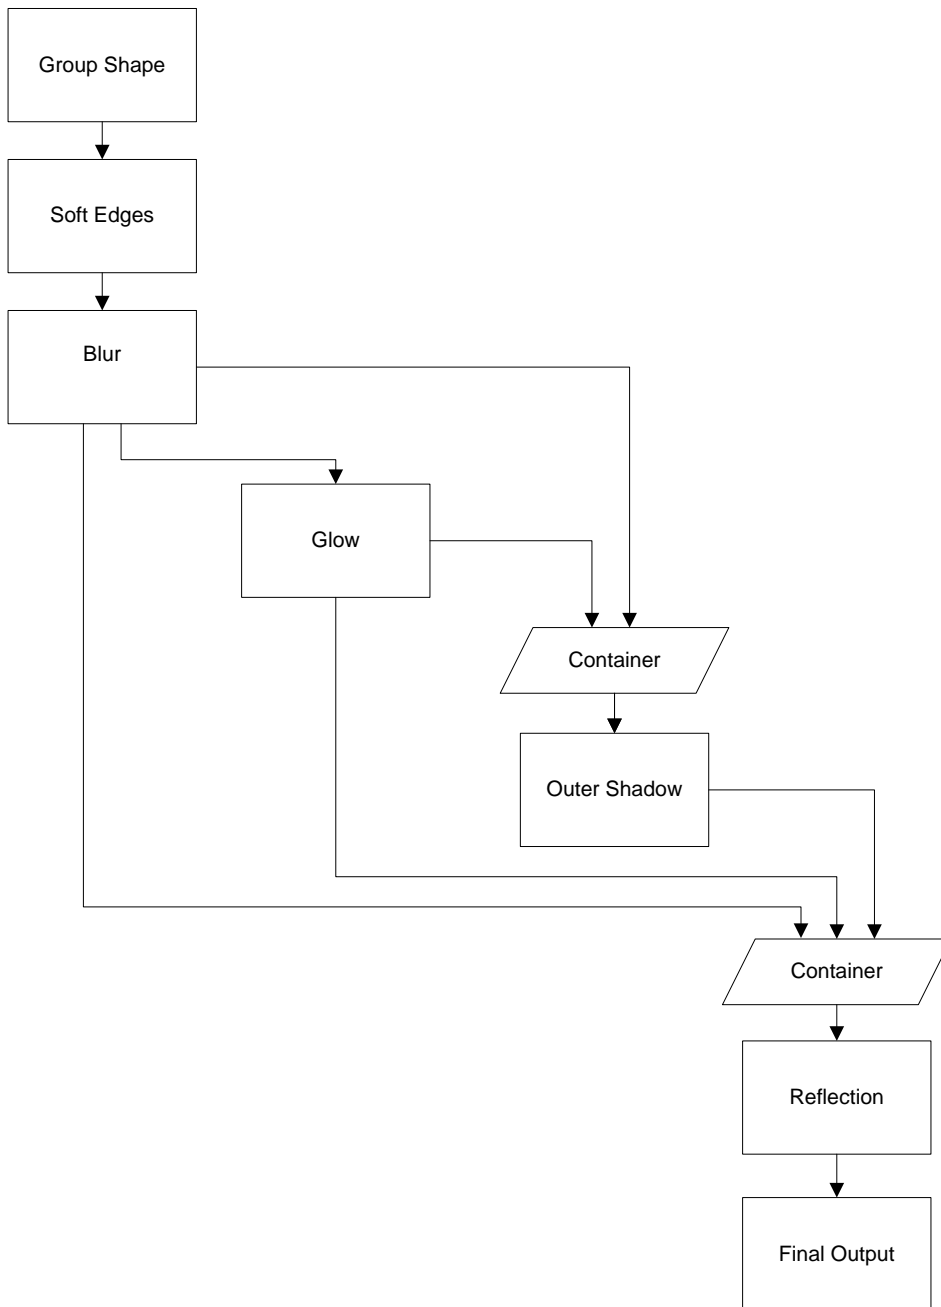 Group Shape
Soft Edges
Blur
Glow
Container
Outer Shadow
Container
Reflection
Final Output